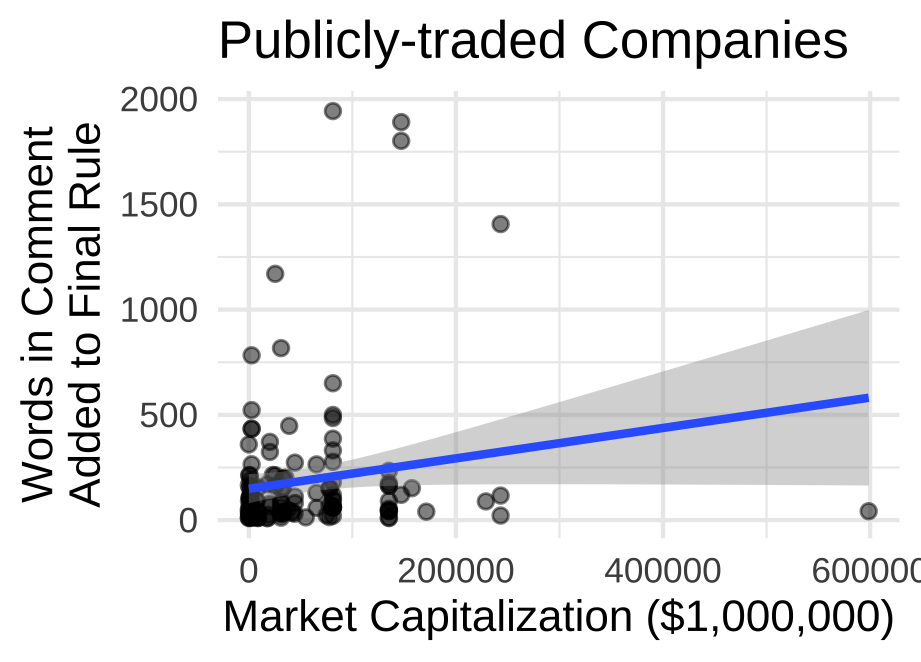 Publicly-traded Companies
Words in Comment
Added to Final Rule
2000
1500
1000
500
0
0 200000 400000 600000
Market Capitalization ($1,000,000)